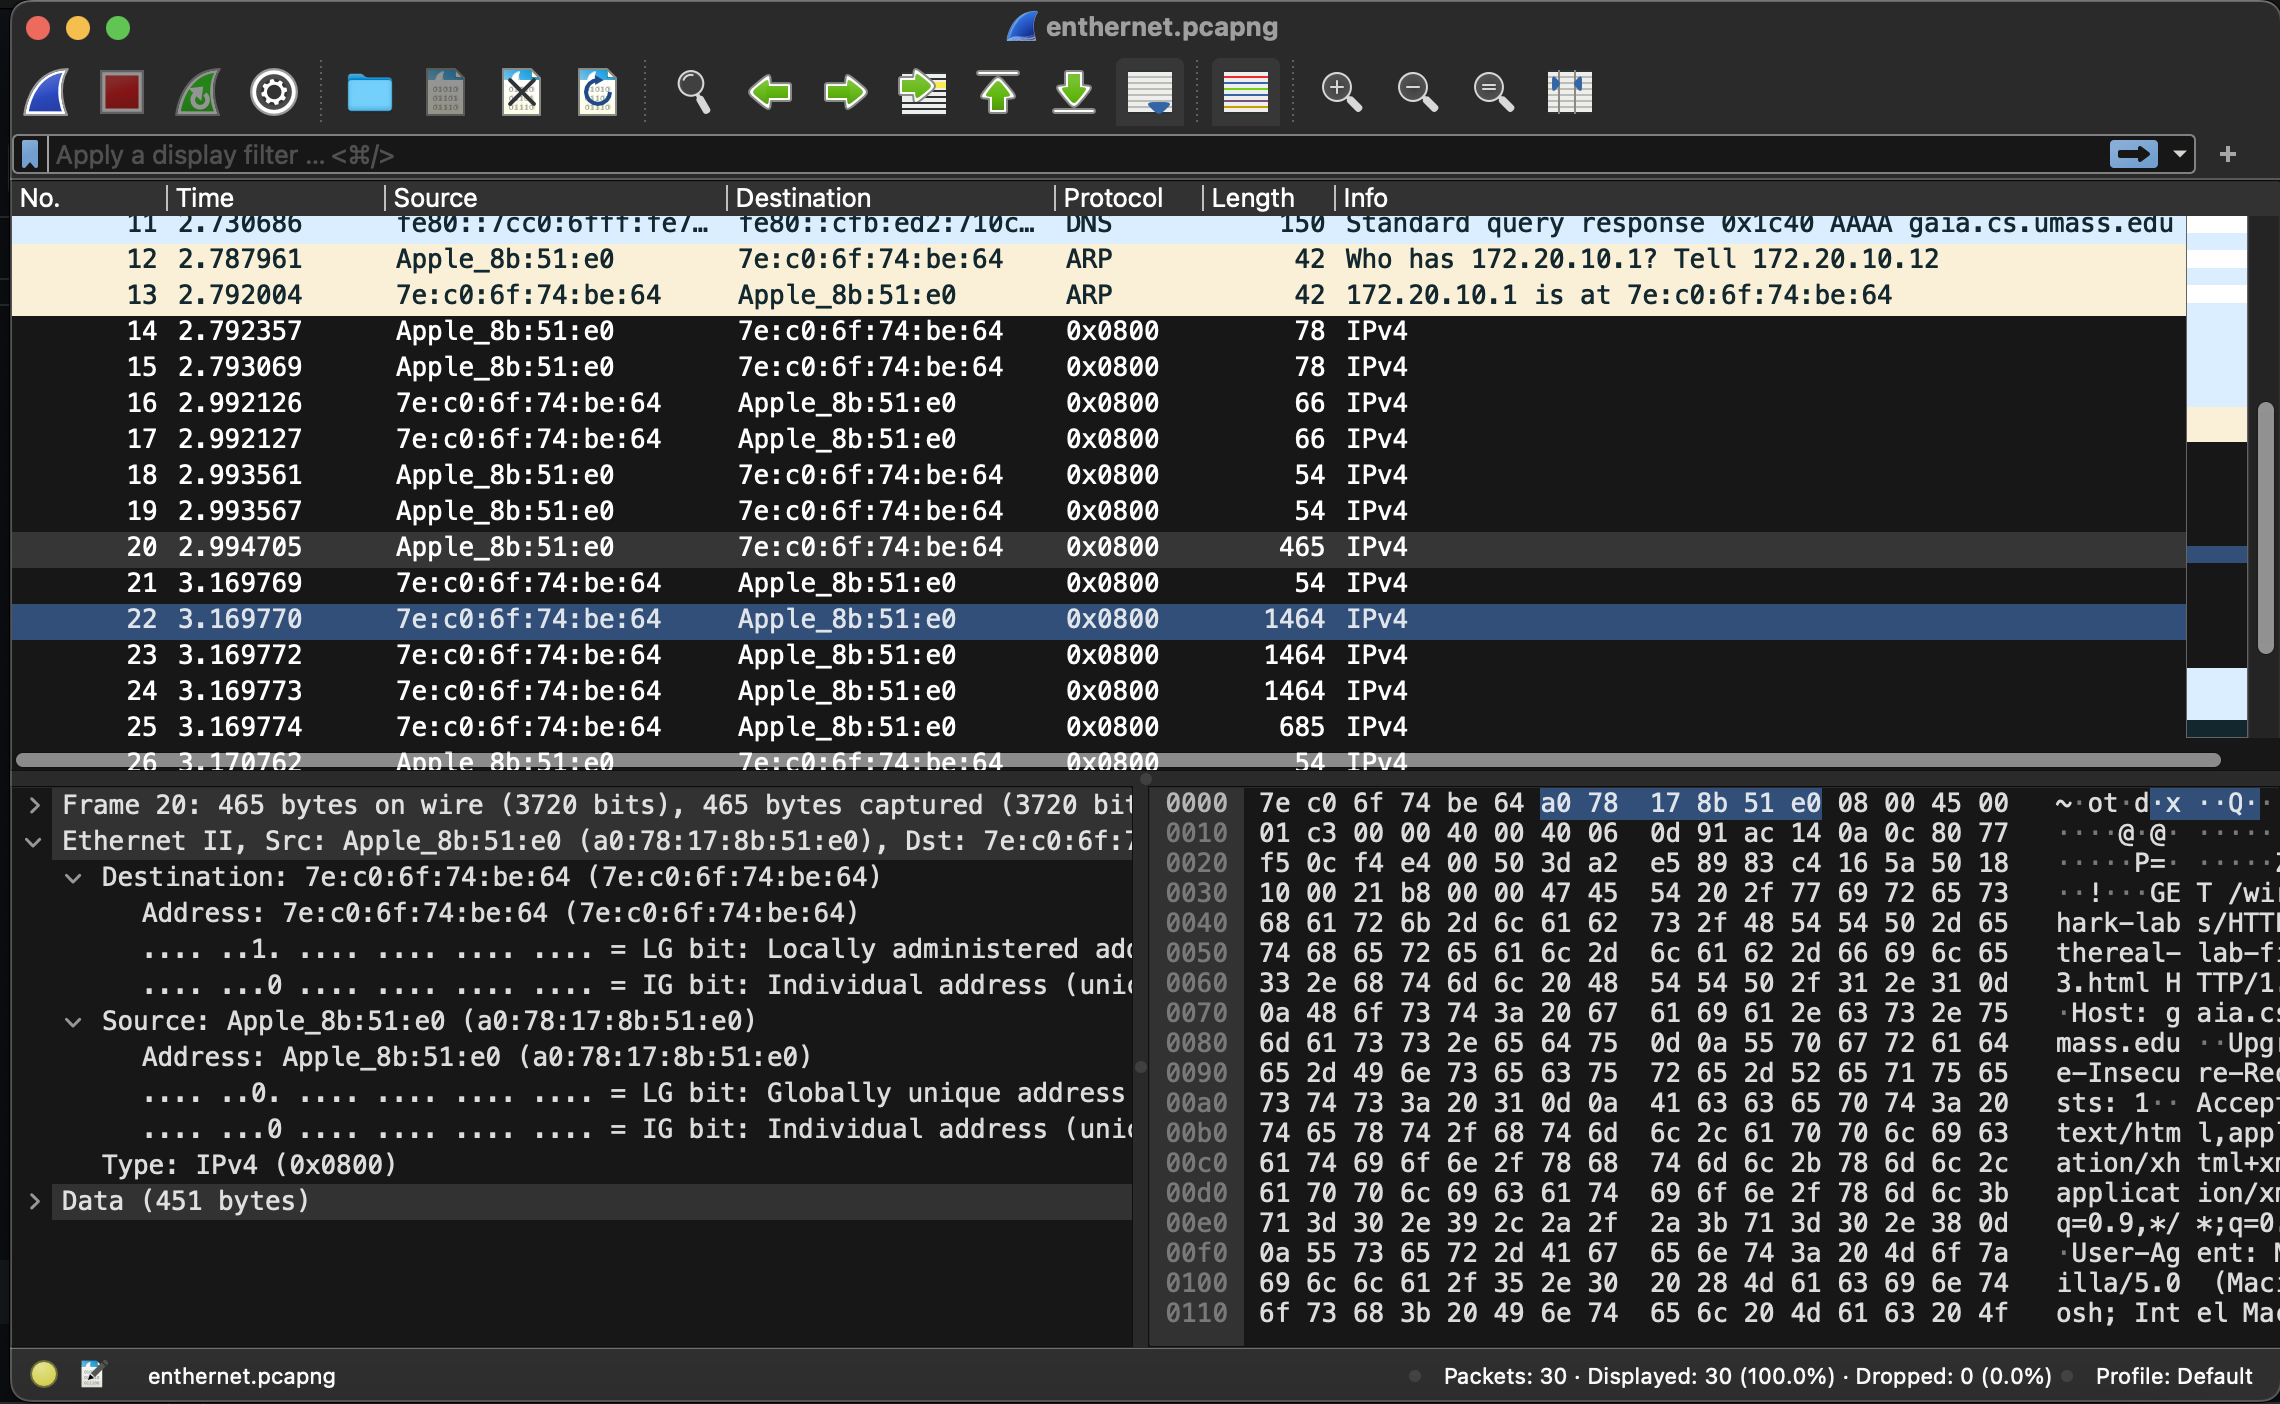 enthernet.pcapng
Apply a display filter ... <⌘/>
No. Time Source Destination Protocol Length Info
11 2.730686 fe80::7cc0:6fff:fe7… fe80::cfb:ed2:710c… DNS 150 Standard query response 0x1c40 AAAA gaia.cs.umass.edu
12 2.787961 Apple_8b:51:e0 7e:c0:6f:74:be:64 ARP 42 Who has 172.20.10.1? Tell 172.20.10.12
13 2.792004 7e:c0:6f:74:be:64 Apple_8b:51:e0 ARP 42 172.20.10.1 is at 7e:c0:6f:74:be:64
14 2.792357 Apple_8b:51:e0 7e:c0:6f:74:be:64 0x0800 78 IPv4
15 2.793069 Apple_8b:51:e0 7e:c0:6f:74:be:64 0x0800 78 IPv4
16 2.992126 7e:c0:6f:74:be:64 Apple_8b:51:e0 0x0800 66 IPv4
17 2.992127 7e:c0:6f:74:be:64 Apple_8b:51:e0 0x0800 66 IPv4
18 2.993561 Apple_8b:51:e0 7e:c0:6f:74:be:64 0x0800 54 IPv4
19 2.993567 Apple_8b:51:e0 7e:c0:6f:74:be:64 0x0800 54 IPv4
20 2.994705 Apple_8b:51:e0 7e:c0:6f:74:be:64 0x0800 465 IPv4
21 3.169769 7e:c0:6f:74:be:64 Apple_8b:51:e0 0x0800 54 IPv4
22 3.169770 7e:c0:6f:74:be:64 Apple_8b:51:e0 0x0800 1464 IPv4
23 3.169772 7e:c0:6f:74:be:64 Apple_8b:51:e0 0x0800 1464 IPv4
24 3.169773 7e:c0:6f:74:be:64 Apple_8b:51:e0 0x0800 1464 IPv4
25 3.169774 7e:c0:6f:74:be:64 Apple_8b:51:e0 0x0800 685 IPv4
26 3.170762 Apple_8b:51:e0 7e:c0:6f:74:be:64 0x0800 54 IPv4
Frame 20: 465 bytes on wire (3720 bits), 465 bytes captured (3720 bit
Ethernet II, Src: Apple_8b:51:e0 (a0:78:17:8b:51:e0), Dst: 7e:c0:6f:7
Destination: 7e:c0:6f:74:be:64 (7e:c0:6f:74:be:64)
Address: 7e:c0:6f:74:be:64 (7e:c0:6f:74:be:64)
.... ..1. .... .... .... .... = LG bit: Locally administered add
.... ...0 .... .... .... .... = IG bit: Individual address (unic
Source: Apple_8b:51:e0 (a0:78:17:8b:51:e0)
Address: Apple_8b:51:e0 (a0:78:17:8b:51:e0)
.... ..0. .... .... .... .... = LG bit: Globally unique address
.... ...0 .... .... .... .... = IG bit: Individual address (unic
Type: IPv4 (0x0800)
Data (451 bytes)
0000 7e c0 6f 74 be 64 a0 78 17 8b 51 e0 08 00 45 00 ~·ot·d·x ··Q···
0010 01 c3 00 00 40 00 40 06 0d 91 ac 14 0a 0c 80 77 ····@·@· ·····
0020 f5 0c f4 e4 00 50 3d a2 e5 89 83 c4 16 5a 50 18 ·····P=· ·····Z
0030 10 00 21 b8 00 00 47 45 54 20 2f 77 69 72 65 73 ··!···GE T /wir
0040 68 61 72 6b 2d 6c 61 62 73 2f 48 54 54 50 2d 65 hark-lab s/HTTP
0050 74 68 65 72 65 61 6c 2d 6c 61 62 2d 66 69 6c 65 thereal- lab-fi
0060 33 2e 68 74 6d 6c 20 48 54 54 50 2f 31 2e 31 0d 3.html H TTP/1.
0070 0a 48 6f 73 74 3a 20 67 61 69 61 2e 63 73 2e 75 ·Host: g aia.cs
0080 6d 61 73 73 2e 65 64 75 0d 0a 55 70 67 72 61 64 mass.edu ··Upgr
0090 65 2d 49 6e 73 65 63 75 72 65 2d 52 65 71 75 65 e-Insecu re-Req
00a0 73 74 73 3a 20 31 0d 0a 41 63 63 65 70 74 3a 20 sts: 1·· Accept
00b0 74 65 78 74 2f 68 74 6d 6c 2c 61 70 70 6c 69 63 text/htm l,appl
00c0 61 74 69 6f 6e 2f 78 68 74 6d 6c 2b 78 6d 6c 2c ation/xh tml+xm
00d0 61 70 70 6c 69 63 61 74 69 6f 6e 2f 78 6d 6c 3b applicat ion/xm
00e0 71 3d 30 2e 39 2c 2a 2f 2a 3b 71 3d 30 2e 38 0d q=0.9,*/ *;q=0.
00f0 0a 55 73 65 72 2d 41 67 65 6e 74 3a 20 4d 6f 7a ·User-Ag ent: M
0100 69 6c 6c 61 2f 35 2e 30 20 28 4d 61 63 69 6e 74 illa/5.0 (Maci
0110 6f 73 68 3b 20 49 6e 74 65 6c 20 4d 61 63 20 4f osh; Int el Mac
enthernet.pcapng
Packets: 30 · Displayed: 30 (100.0%) · Dropped: 0 (0.0%)
Profile: Default